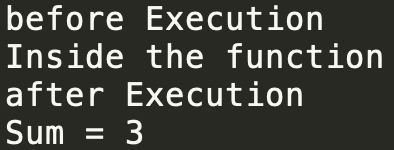 before Execution
Inside the function
after Execution
Sum = 3